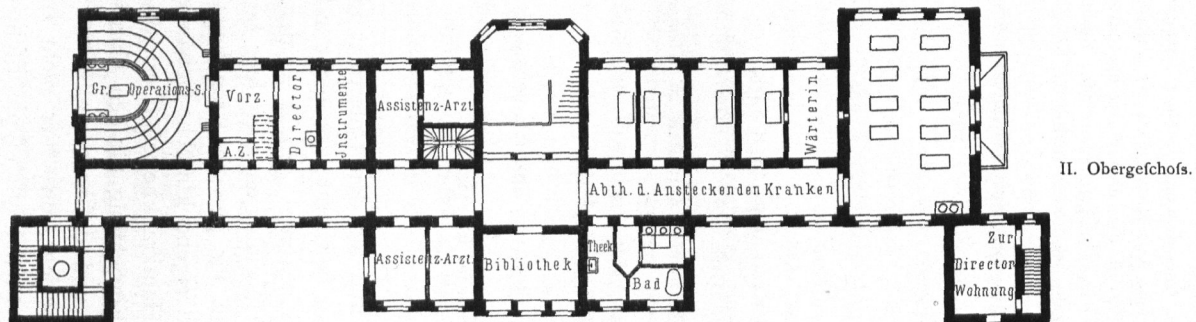 Gr. Operations-S.
Vorz.
A.Z.
Director
Jnstrumente
Assistenz-Arzt
Wärterin
Abth. d. Ansteckenden Kranken
II. Obergeſchoſs.
Assistenz-Arzt.
Bibliothek
Theek.
Bad
Zur
Director
Wohnung